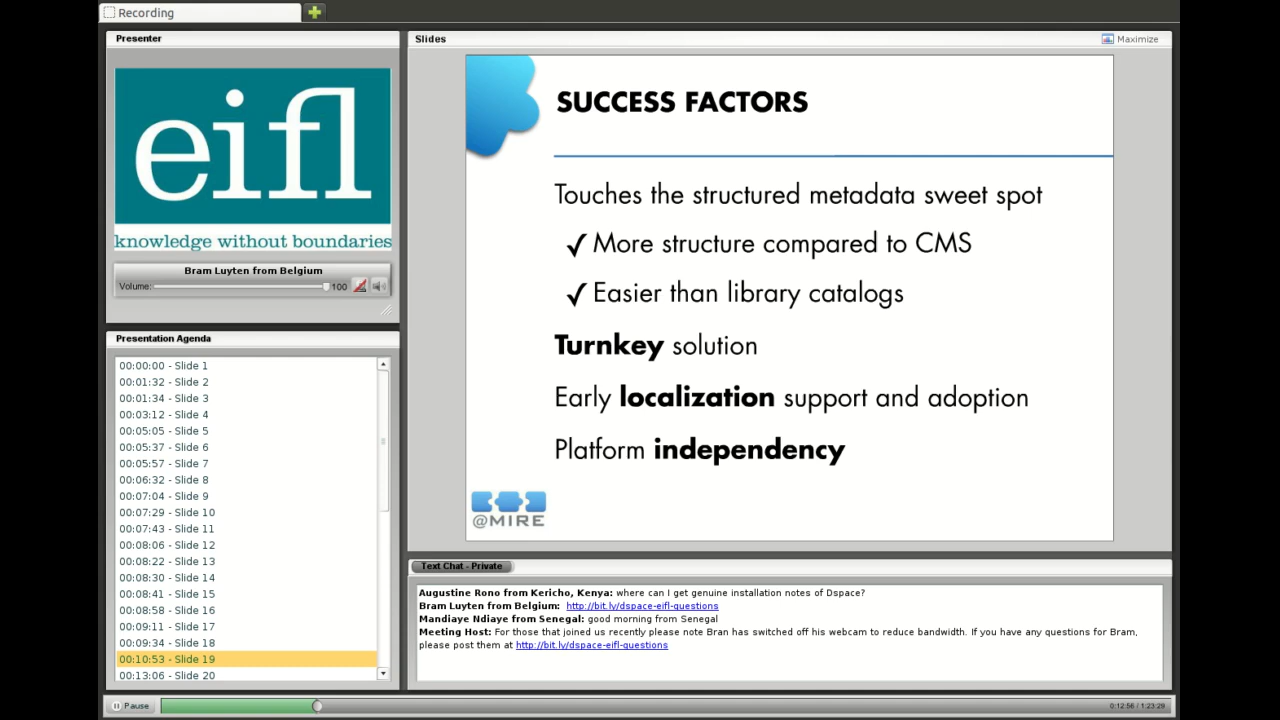 Recording
Presenter
eifl
knowledge without boundaries
Bram Luyten from Belgium
Volume: 100
Presentation Agenda
00:00:00 - Slide 1
00:01:32 - Slide 2
00:01:34 - Slide 3
00:03:12 - Slide 4
00:05:05 - Slide 5
00:05:37 - Slide 6
00:05:57 - Slide 7
00:06:32 - Slide 8
00:07:04 - Slide 9
00:07:29 - Slide 10
00:07:43 - Slide 11
00:08:06 - Slide 12
00:08:22 - Slide 13
00:08:30 - Slide 14
00:08:41 - Slide 15
00:08:58 - Slide 16
00:09:11 - Slide 17
00:09:34 - Slide 18
00:10:53 - Slide 19
00:13:06 - Slide 20
Slides
Maximize
SUCCESS FACTORS
Touches the structured metadata sweet spot
✓ More structure compared to CMS
✓ Easier than library catalogs
Turnkey solution
Early localization support and adoption
Platform independency
@MIRE
Text Chat - Private
Augustine Rono from Kericho, Kenya: where can I get genuine installation notes of Dspace?
Bram Luyten from Belgium: http://bit.ly/dspace-eifl-questions
Mandiaye Ndiaye from Senegal: good morning from Senegal
Meeting Host: For those that joined us recently please note Bran has switched off his webcam to reduce bandwidth. If you have any questions for Bram,
please post them at http://bit.ly/dspace-eifl-questions
Pause
0:12:56 / 1:23:29